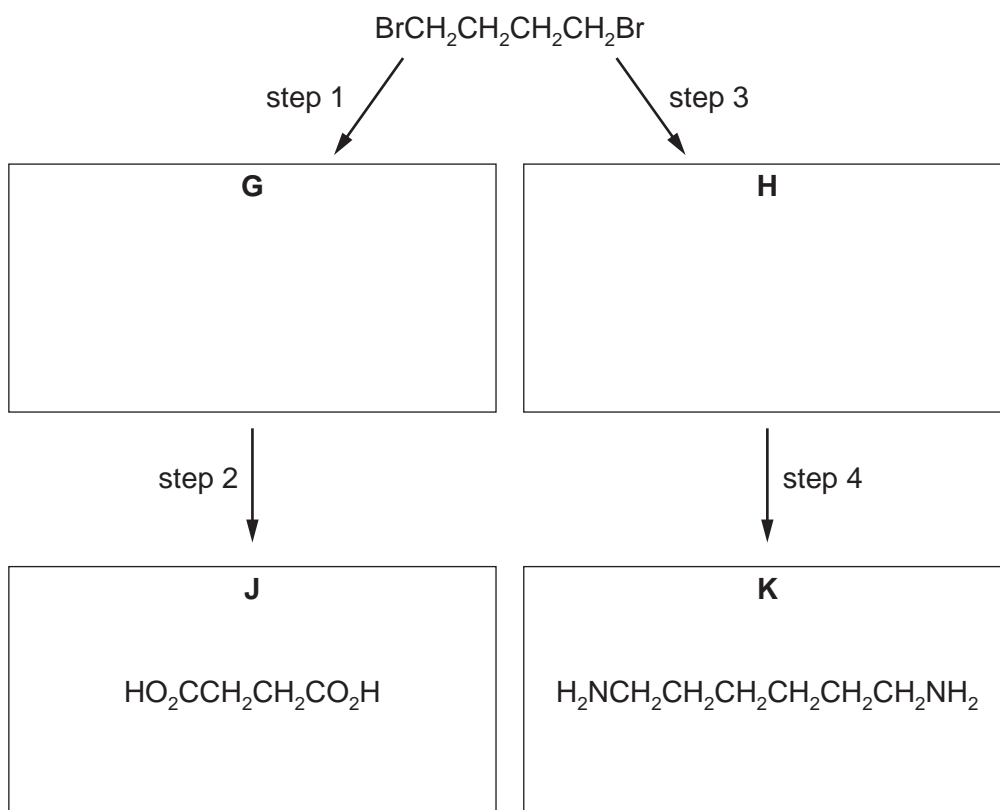 BrCH₂CH₂CH₂CH₂Br
step 1
step 3
G
H
step 2
step 4
J
K
HO₂CCH₂CH₂CO₂H
H₂NCH₂CH₂CH₂CH₂CH₂CH₂NH₂